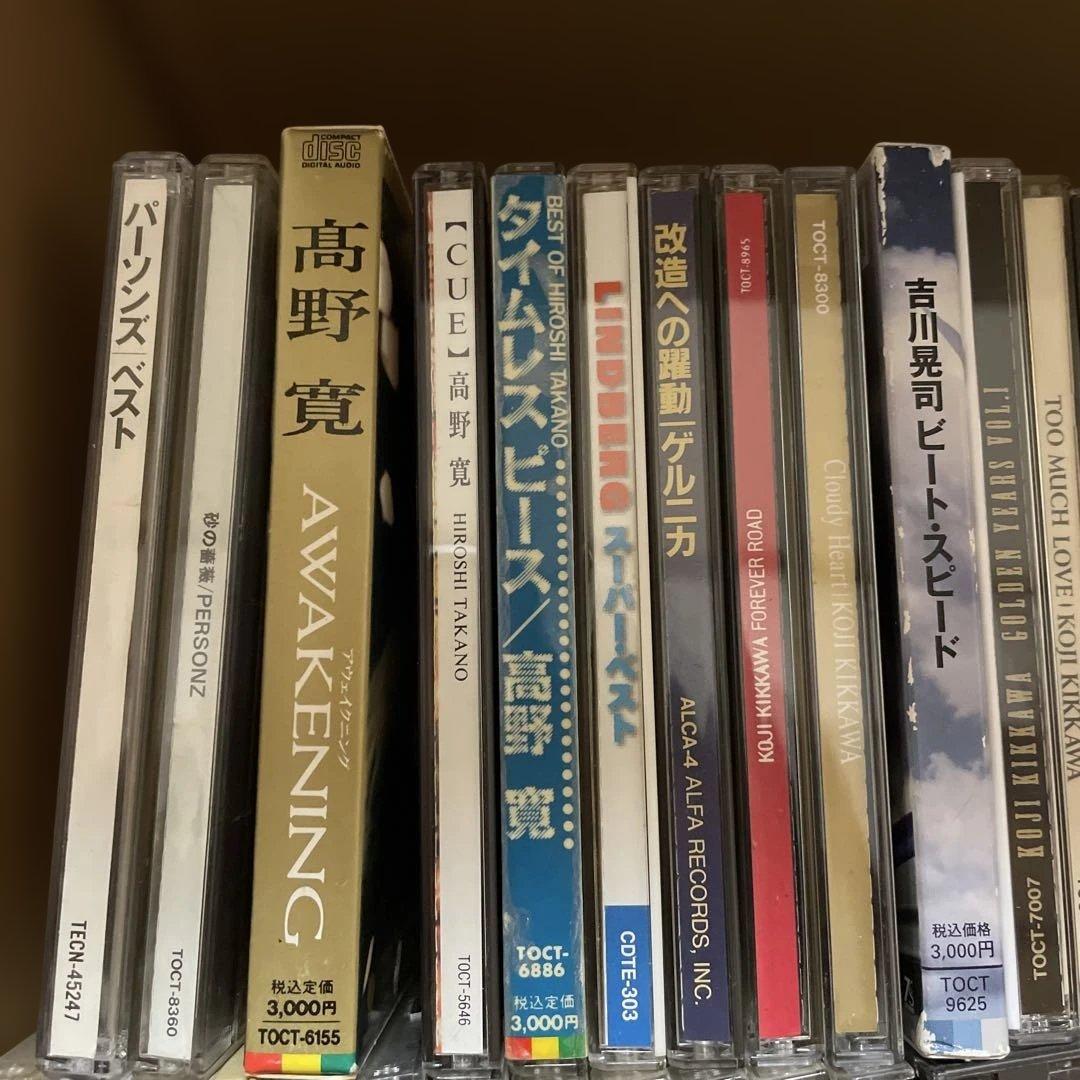 パーソンズ|ベスト
TECN-45247
砂の薔薇/PERSONZ
TOCT-8360
COMPACT
disc
DIGITAL AUDIO
髙野 寛
AWAKENING
アウェイクニング
税込定価
3,000円
TOCT-6155
【CUE】高野 寛 HIROSHI TAKANO
TOCT-5646
BEST OF HIROSHI TAKANO
タイムレス ピース/高野 寛
TOCT-
6886
税込定価
3,000円
LINDBERG スーパーベスト
CDTE-303
改造への躍動|ゲルニカ
ALCA-4 ALFA RECORDS, INC.
TOCT-8965
KOJI KIKKAWA FOREVER ROAD
TOCT-8300
Cloudy Heart | KOJI KIKKAWA
吉川晃司 ビート・スピード
税込価格
3,000円
TOCT
9625
KOJI KIKKAWA GOLDEN YEARS VOL.1
TOCT-7007
TOO MUCH LOVE | KOJI KIKKAWA